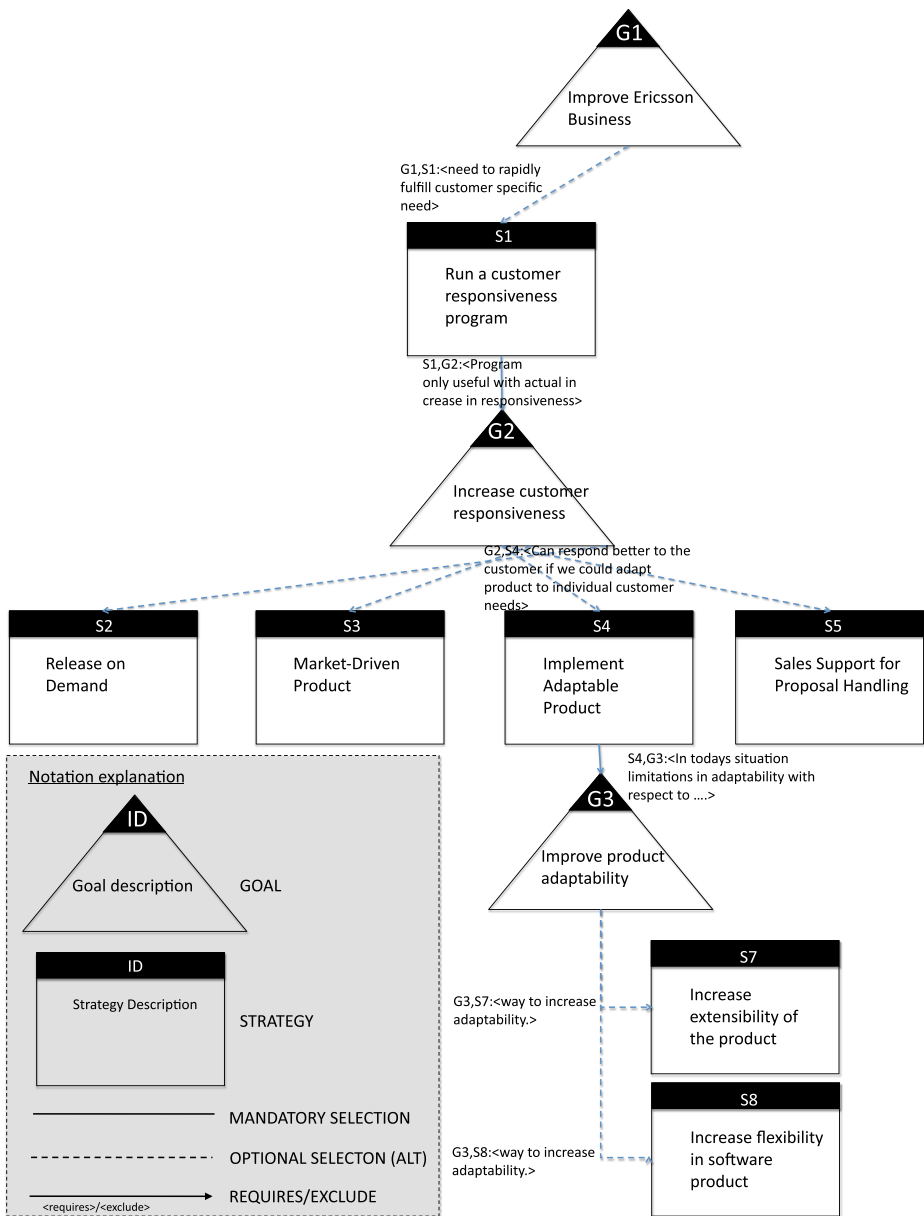 G1
Improve Ericsson
Business
G1,S1:<need to rapidly
fulfill customer specific
need>
S1
Run a customer
responsiveness
program
S1,G2:<Program
only useful with actual in
crease in responsiveness>
G2
Increase customer
responsiveness
G2,S4:<Can respond better to the
customer if we could adapt
product to individual customer
needs>
S2
Release on
Demand
S3
Market-Driven
Product
S4
Implement
Adaptable
Product
S5
Sales Support for
Proposal Handling
S4,G3:<In todays situation
limitations in adaptability with
respect to ....>
G3
Improve product
adaptability
G3,S7:<way to increase
adaptability.>
S7
Increase
extensibility of
the product
G3,S8:<way to increase
adaptability.>
S8
Increase flexibility
in software
product
Notation explanation
ID
Goal description
GOAL
ID
Strategy Description
STRATEGY
MANDATORY SELECTION
OPTIONAL SELECTON (ALT)
REQUIRES/EXCLUDE
<requires>/<exclude>